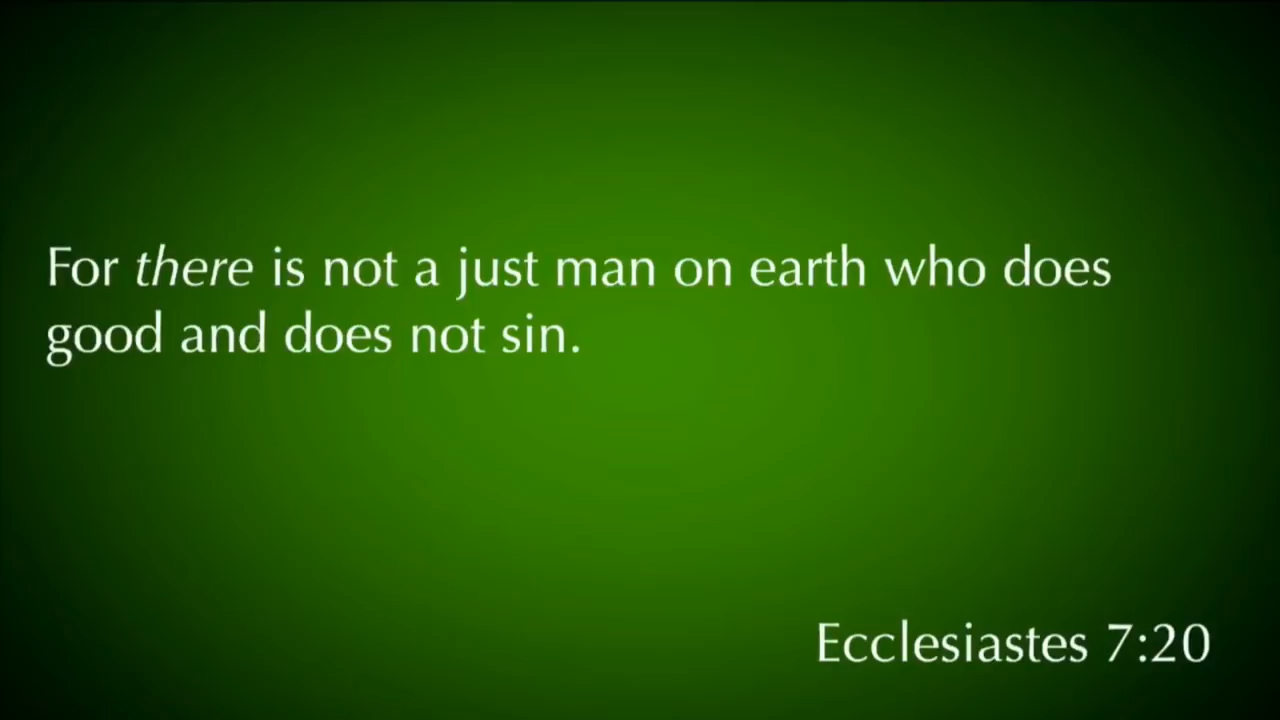 For there is not a just man on earth who does
good and does not sin.
Ecclesiastes 7:20